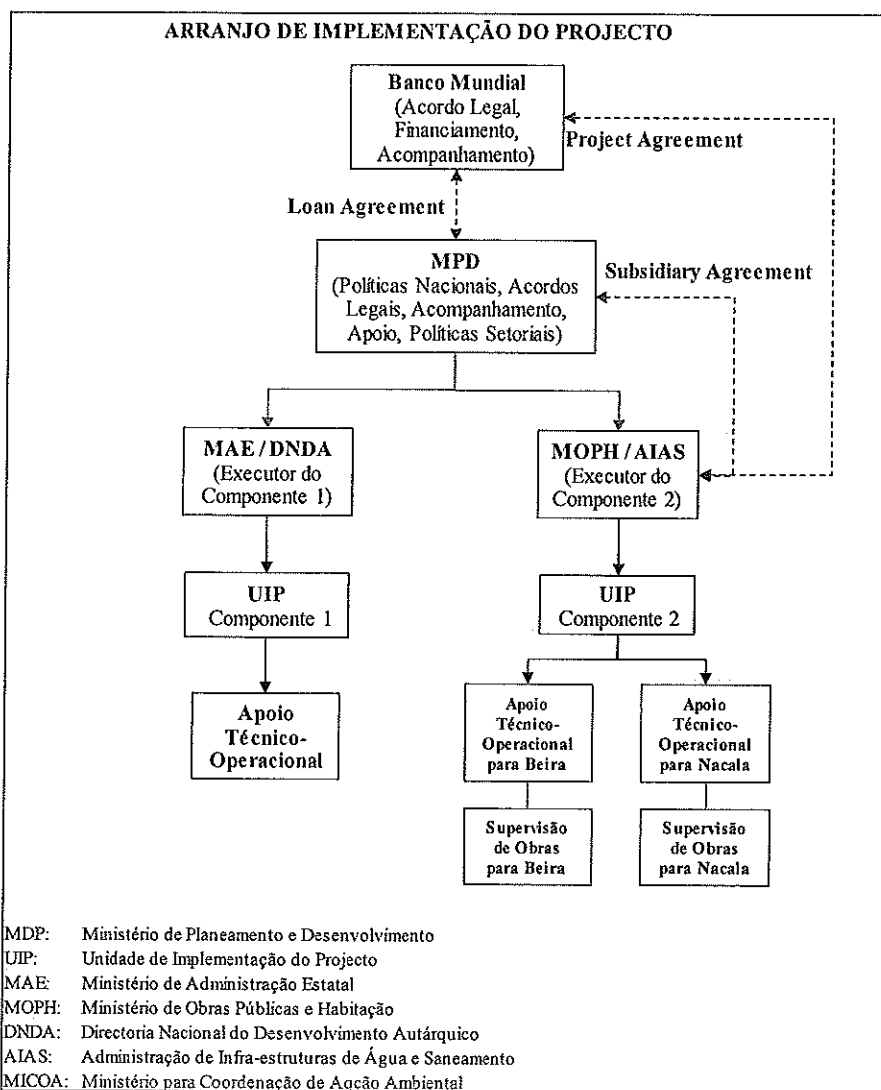 ARRANJO DE IMPLEMENTAÇÃO DO PROJECTO
Banco Mundial
(Acordo Legal,
Financiamento,
Acompanhamento)
Project Agreement
Loan Agreement
MPD
(Políticas Nacionais, Acordos
Legais, Acompanhamento,
Apoio, Políticas Setoriais)
Subsidiary Agreement
MAE / DNDA
(Executor do
Componente 1)
MOPH / AIAS
(Executor do
Componente 2)
UIP
Componente 1
UIP
Componente 2
Apoio
Técnico-
Operacional
Apoio
Técnico-
Operacional
para Beira
Apoio
Técnico-
Operacional
para Nacala
Supervisão
de Obras
para Beira
Supervisão
de Obras
para Nacala
MDP: Ministério de Planeamento e Desenvolvimento
UIP: Unidade de Implementação do Projecto
MAE: Ministério de Administração Estatal
MOPH: Ministério de Obras Públicas e Habitação
DNDA: Directoria Nacional do Desenvolvimento Autárquico
AIAS: Administração de Infra-estruturas de Água e Saneamento
MICOA: Ministério para Coordenação de Acção Ambiental